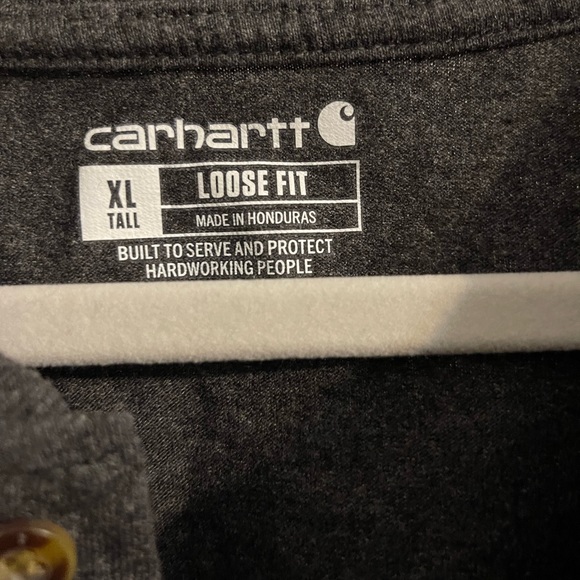 carhartt
XL
TALL
LOOSE FIT
MADE IN HONDURAS
BUILT TO SERVE AND PROTECT
HARDWORKING PEOPLE